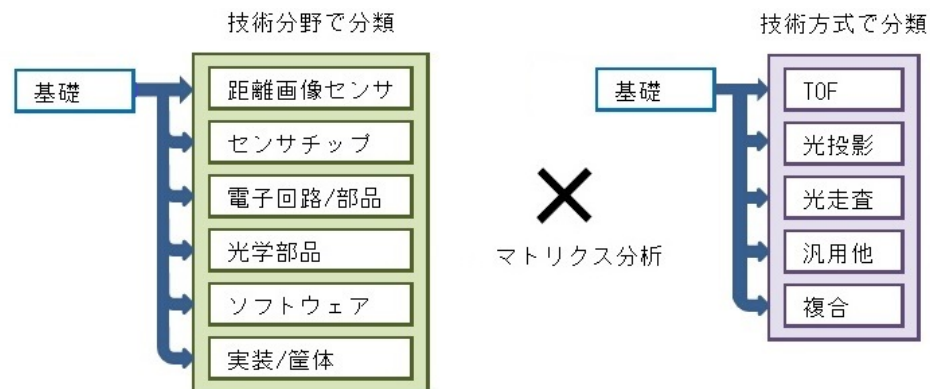 技術分野で分類
基礎
距離画像センサ
センサチップ
電子回路/部品
光学部品
ソフトウェア
実装/筐体
マトリクス分析
技術方式で分類
基礎
TOF
光投影
光走査
汎用他
複合